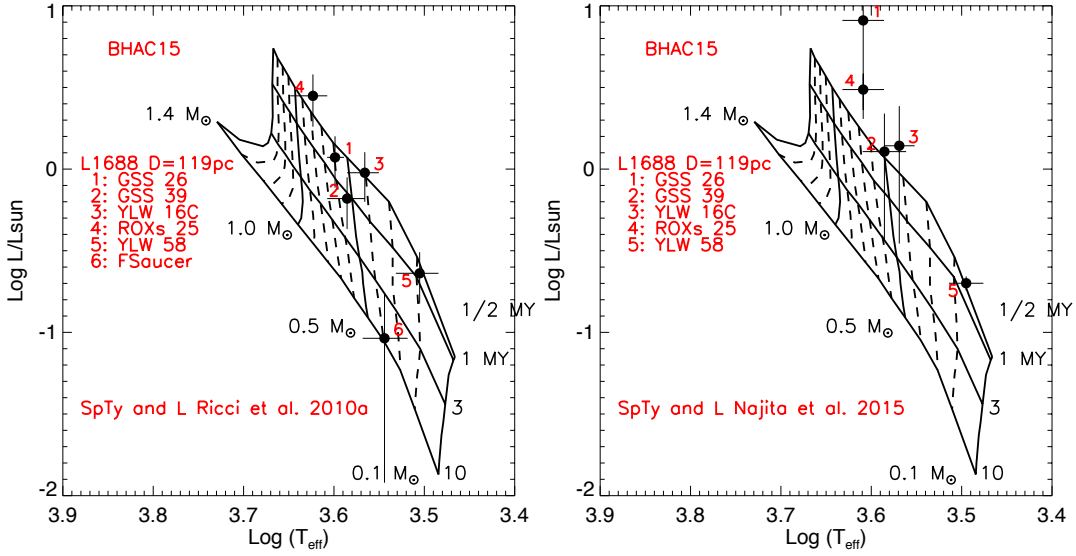 1
0
-1
-2
Log L/Lsun
BHAC15
1.4 M☉
L1688 D=119pc
1: GSS 26
2: GSS 39
3: YLW 16C
4: ROXs 25
5: YLW 58
6: FSaucer
1.0 M☉
0.5 M☉
0.1 M☉
4
1
3
2
5
6
1/2 MY
1 MY
3
10
SpTy and L Ricci et al. 2010a
3.9
3.8
3.7
3.6
3.5
3.4
Log (Teff)
1
0
-1
-2
Log L/Lsun
BHAC15
1.4 M☉
L1688 D=119pc
1: GSS 26
2: GSS 39
3: YLW 16C
4: ROXs 25
5: YLW 58
1.0 M☉
0.5 M☉
0.1 M☉
1
4
2
3
5
1/2 MY
1 MY
3
10
SpTy and L Najita et al. 2015
3.9
3.8
3.7
3.6
3.5
3.4
Log (Teff)